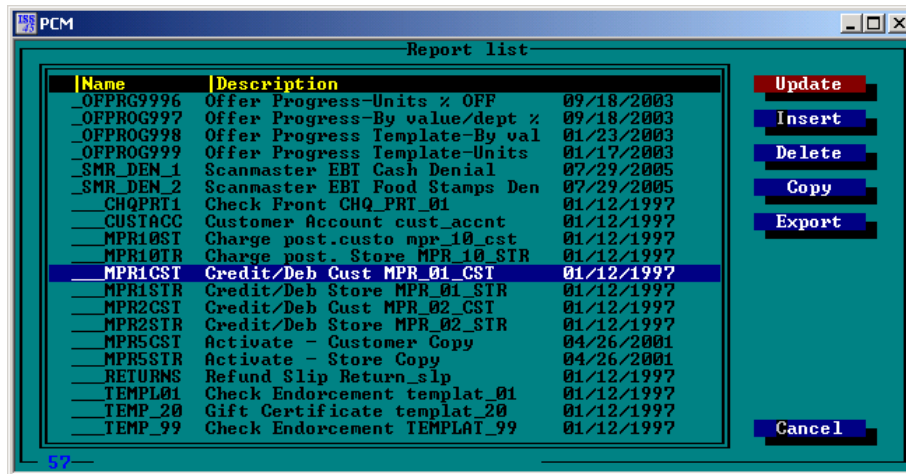 ISS 45 PCM
Report list
|Name |Description
Update
_OFPRG9996 Offer Progress-Units % OFF 09/18/2003
_OFPROG997 Offer Progress-By value/dept % 09/18/2003
Insert
_OFPROG998 Offer Progress Template-By val 01/23/2003
_OFPROG999 Offer Progress Template-Units 01/17/2003
Delete
_SMR_DEN_1 Scanmaster EBT Cash Denial 07/29/2005
_SMR_DEN_2 Scanmaster EBT Food Stamps Den 07/29/2005
Copy
___CHQPRT1 Check Front CHQ_PRT_01 01/12/1997
___CUSTACC Customer Account cust_accnt 01/12/1997
Export
___MPR10ST Charge post.custo mpr_10_cst 01/12/1997
___MPR10TR Charge post. Store MPR_10_STR 01/12/1997
___MPR1CST Credit/Deb Cust MPR_01_CST 01/12/1997
___MPR1STR Credit/Deb Store MPR_01_STR 01/12/1997
___MPR2CST Credit/Deb Cust MPR_02_CST 01/12/1997
___MPR2STR Credit/Deb Store MPR_02_STR 01/12/1997
___MPR5CST Activate - Customer Copy 04/26/2001
___MPR5STR Activate - Store Copy 04/26/2001
___RETURNS Refund Slip Return_slp 01/12/1997
___TEMPL01 Check Endorcement templat_01 01/12/1997
___TEMP_20 Gift Certificate templat_20 01/12/1997
___TEMP_99 Check Endorcement TEMPLAT_99 01/12/1997
Cancel
57